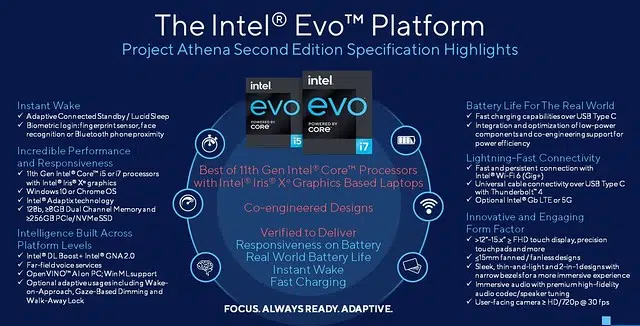 The Intel® Evo™ Platform
Project Athena Second Edition Specification Highlights
intel.
evo
POWERED BY
CORE™
i5
intel.
evo
POWERED BY
CORE™
i7
Instant Wake
✓ Adaptive Connected Standby / Lucid Sleep
✓ Biometric login: fingerprint sensor, face
recognition or Bluetooth phone proximity
Incredible Performance
and Responsiveness
✓ 11th Gen Intel® Core™ i5 or i7 processors
with Intel® Iris® Xᵉ graphics
✓ Windows 10 or Chrome OS
✓ Intel® Adaptix technology
✓ 128b, ≥8GB Dual Channel Memory and
≥256GB PCIe/NVMe SSD
Intelligence Built Across
Platform Levels
✓ Intel® DL Boost + Intel® GNA 2.0
✓ Far-field voice services
✓ OpenVINO™ AI on PC; WinML support
✓ Optional adaptive usages including Wake-
on-Approach, Gaze-Based Dimming and
Walk-Away Lock
Best of 11th Gen Intel® Core™ Processors
with Intel® Iris® Xᵉ Graphics Based Laptops
Co-engineered Designs
Verified to Deliver
Responsiveness on Battery
Real World Battery Life
Instant Wake
Fast Charging
Battery Life For The Real World
✓ Fast charging capabilities over USB Type C
✓ Integration and optimization of low-power
components and co-engineering support for
power efficiency
Lightning-Fast Connectivity
✓ Fast and persistent connection with
Intel® Wi-Fi 6 (Gig+)
✓ Universal cable connectivity over USB Type C
with Thunderbolt™ 4
✓ Optional Intel® Gb LTE or 5G
Innovative and Engaging
Form Factor
✓ >12"-15.x" ≥ FHD touch display, precision
touchpads and more
✓ ≤15mm fanned / fanless designs
✓ Sleek, thin-and-light and 2-in-1 designs with
narrow bezels for a more immersive experience
✓ Immersive audio with premium high-fidelity
audio codec/speaker tuning
✓ User-facing camera ≥ HD/720p @ 30 fps
FOCUS. ALWAYS READY. ADAPTIVE.